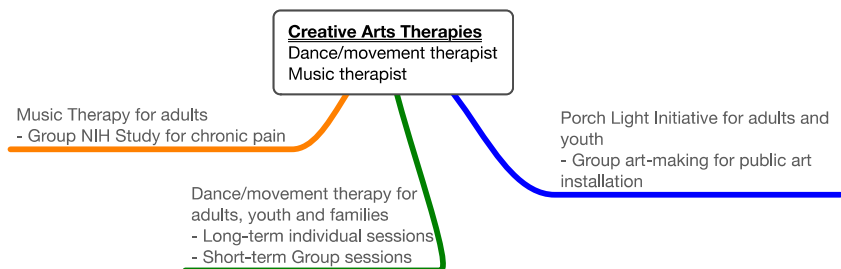 Creative Arts Therapies
Dance/movement therapist
Music therapist
Music Therapy for adults
- Group NIH Study for chronic pain
Porch Light Initiative for adults and
youth
- Group art-making for public art
installation
Dance/movement therapy for
adults, youth and families
- Long-term individual sessions
- Short-term Group sessions